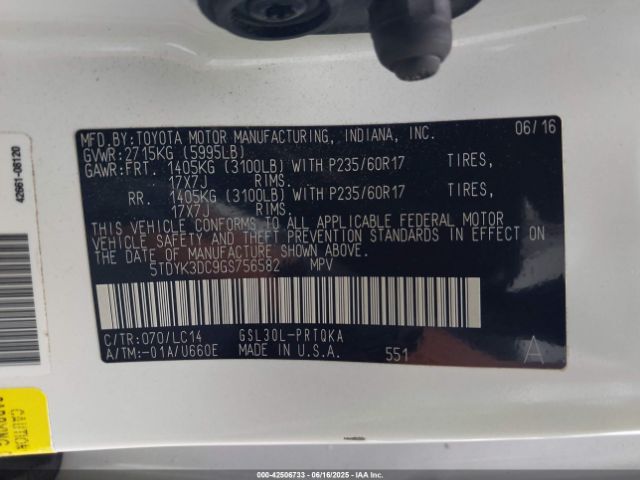 MFD.BY:TOYOTA MOTOR MANUFACTURING, INDIANA, INC. 06/16
GVWR:2715KG (5995LB)
GAWR:FRT. 1405KG (3100LB) WITH P235/60R17 TIRES,
17X7J RIMS.
RR. 1405KG (3100LB) WITH P235/60R17 TIRES,
17X7J RIMS.
THIS VEHICLE CONFORMS TO ALL APPLICABLE FEDERAL MOTOR
VEHICLE SAFETY AND THEFT PREVENTION STANDARDS IN EFFECT ON
THE DATE OF MANUFACTURE SHOWN ABOVE.
5TDYK3DC9GS756582 MPV
C/TR:070/LC14 GSL30L-PRTQKA
A/TM:-01A/U660E MADE IN U.S.A. 551 A
42661-08120
CAUTION
000-42506733 - 06/16/2025 - IAAI.COM